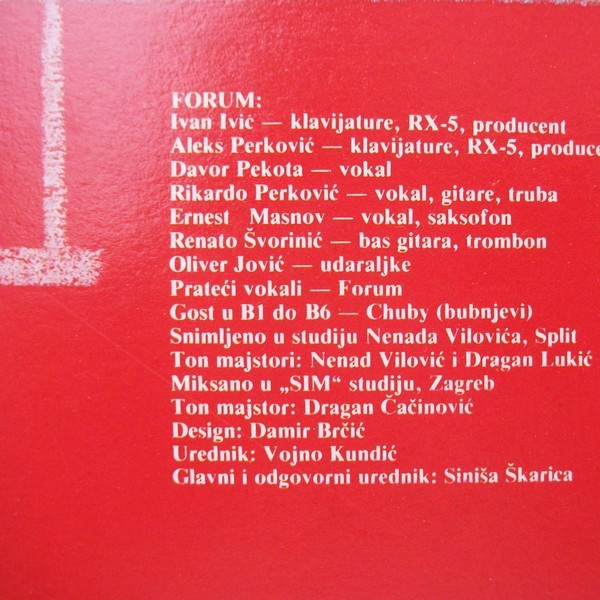 FORUM:
Ivan Ivić — klavijature, RX-5, producent
Aleks Perković — klavijature, RX-5, produce
Davor Pekota — vokal
Rikardo Perković — vokal, gitare, truba
Ernest Masnov — vokal, saksofon
Renato Švorinić — bas gitara, trombon
Oliver Jović — udaraljke
Prateći vokali — Forum
Gost u B1 do B6 — Chuby (bubnjevi)
Snimljeno u studiju Nenada Vilovića, Split
Ton majstori: Nenad Vilović i Dragan Lukić
Miksano u „SIM“ studiju, Zagreb
Ton majstor: Dragan Čačinović
Design: Damir Brčić
Urednik: Vojno Kundić
Glavni i odgovorni urednik: Siniša Škarica